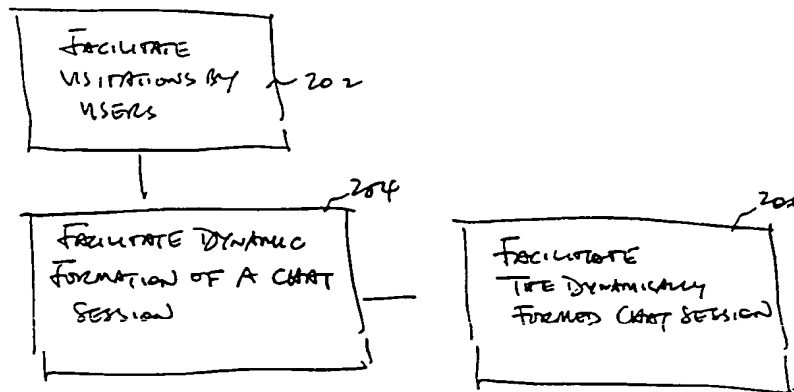 FACILITATE
VISITATIONS BY
USERS
202
204
FACILITATE DYNAMIC
FORMATION OF A CHAT
SESSION
FACILITATE
THE DYNAMICALLY
FORMED CHAT SESSION